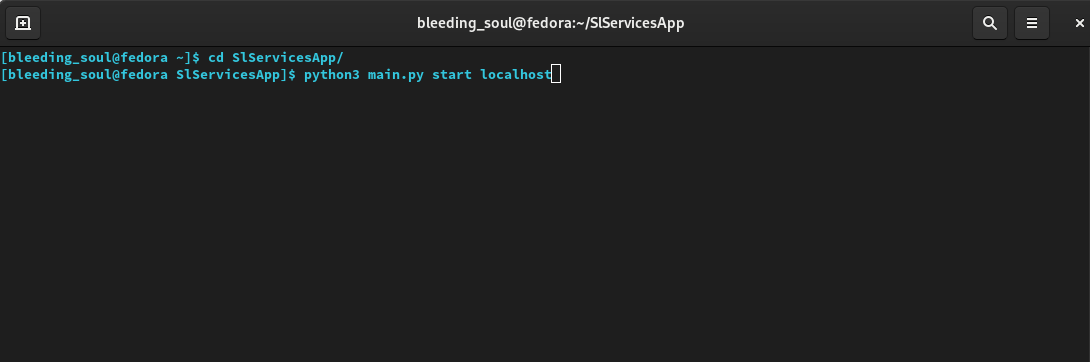 bleeding_soul@fedora:~/SlServicesApp
[bleeding_soul@fedora ~]$ cd SlServicesApp/
[bleeding_soul@fedora SlServicesApp]$ python3 main.py start localhost